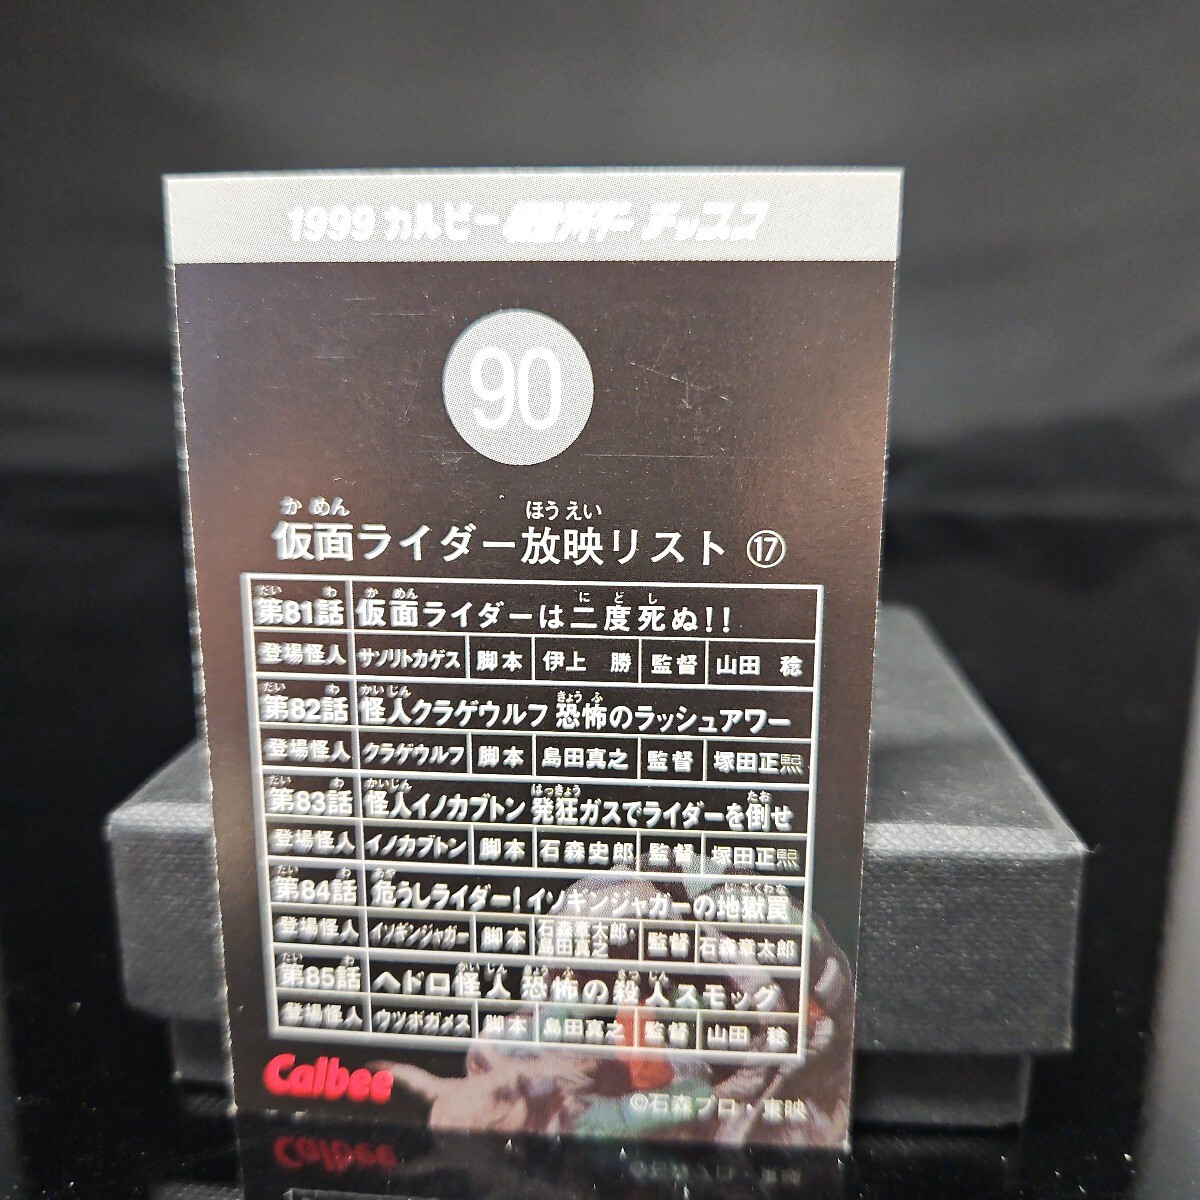 1999 カルビー 仮面ライダー チップス
90
か めん ほう えい
仮面ライダー放映リスト ⑰
だい わ か めん に ど し
第81話 仮面ライダーは二度死ぬ!!
登場怪人 サソリトカゲス 脚本 伊上 勝 監督 山田 稔
だい わ かい じん きょう ふ
第82話 怪人クラゲウルフ 恐怖のラッシュアワー
登場怪人 クラゲウルフ 脚本 島田真之 監督 塚田正熙
だい わ かいじん はっきょう たお
第83話 怪人イノカブトン 発狂ガスでライダーを倒せ
登場怪人 イノカブトン 脚本 石森史郎 監督 塚田正熙
だい わ あや じ ごくわな
第84話 危うしライダー!イソギンジャガーの地獄罠
登場怪人 イソギンジャガー 脚本 石森章太郎・島田真之 監督 石森章太郎
だい わ かい じん きょう ふ さつ じん
第85話 ヘドロ怪人 恐怖の殺人スモッグ
登場怪人 ウツボガメス 脚本 島田真之 監督 山田 稔
Calbee
©石森プロ・東映